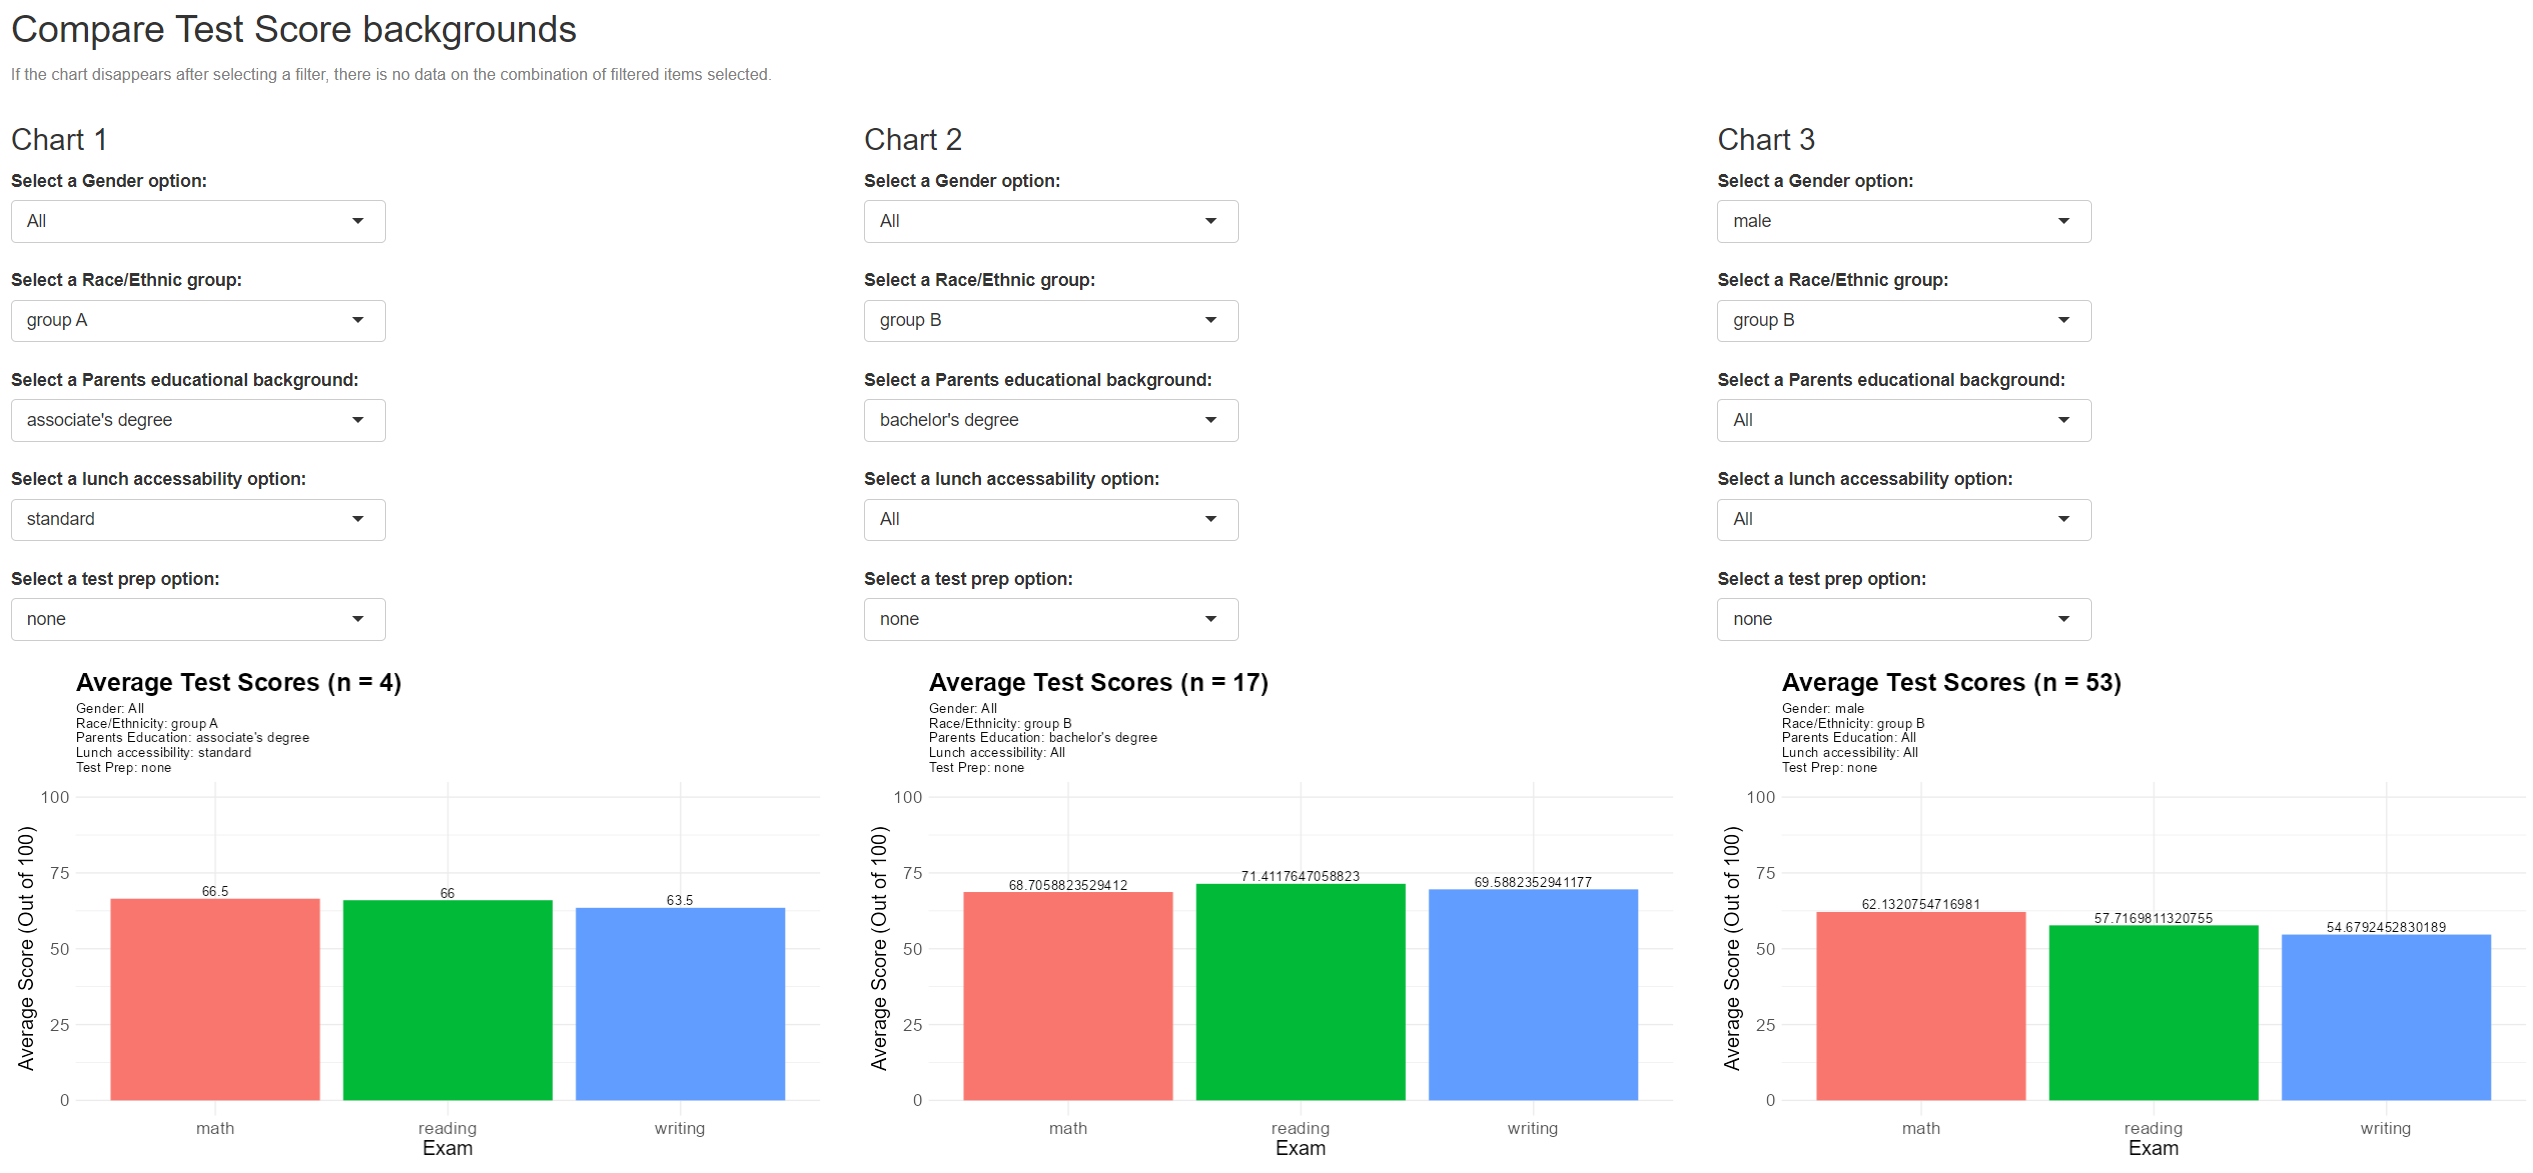 Compare Test Score backgrounds
If the chart disappears after selecting a filter, there is no data on the combination of filtered items selected.
Chart 1
Select a Gender option:
All
Select a Race/Ethnic group:
group A
Select a Parents educational background:
associate's degree
Select a lunch accessability option:
standard
Select a test prep option:
none
Average Test Scores (n = 4)
Gender: All
Race/Ethnicity: group A
Parents Education: associate's degree
Lunch accessibility: standard
Test Prep: none
Average Score (Out of 100)
100
75
50
25
0
66.5
66
63.5
math
reading
writing
Exam
Chart 2
Select a Gender option:
All
Select a Race/Ethnic group:
group B
Select a Parents educational background:
bachelor's degree
Select a lunch accessability option:
All
Select a test prep option:
none
Average Test Scores (n = 17)
Gender: All
Race/Ethnicity: group B
Parents Education: bachelor's degree
Lunch accessibility: All
Test Prep: none
Average Score (Out of 100)
100
75
50
25
0
68.7058823529412
71.4117647058823
69.5882352941177
math
reading
writing
Exam
Chart 3
Select a Gender option:
male
Select a Race/Ethnic group:
group B
Select a Parents educational background:
All
Select a lunch accessability option:
All
Select a test prep option:
none
Average Test Scores (n = 53)
Gender: male
Race/Ethnicity: group B
Parents Education: All
Lunch accessibility: All
Test Prep: none
Average Score (Out of 100)
100
75
50
25
0
62.1320754716981
57.7169811320755
54.6792452830189
math
reading
writing
Exam